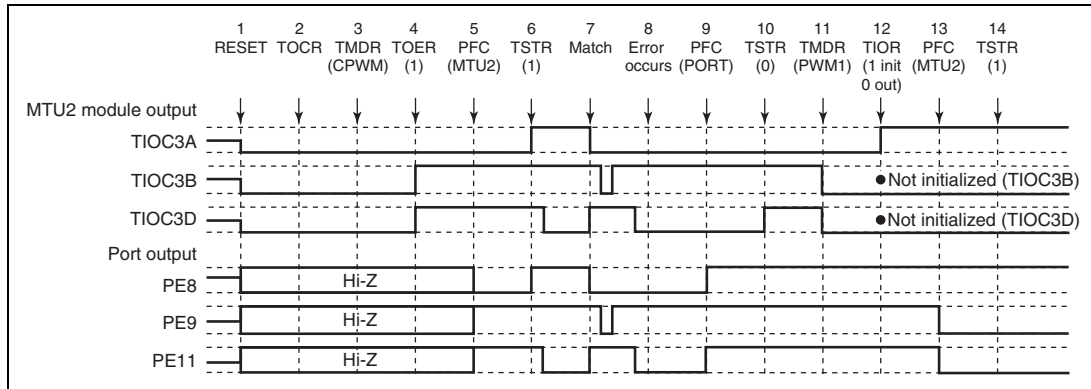 1 2 3 4 5 6 7 8 9 10 11 12 13 14
RESET TOCR TMDR TOER PFC TSTR Match Error PFC TSTR TMDR TIOR PFC TSTR
(CPWM) (1) (MTU2) (1) occurs (PORT) (0) (PWM1) (1 init (MTU2) (1)
0 out)
MTU2 module output
TIOC3A
TIOC3B
●Not initialized (TIOC3B)
TIOC3D
●Not initialized (TIOC3D)
Port output
PE8 Hi-Z
PE9 Hi-Z
PE11 Hi-Z